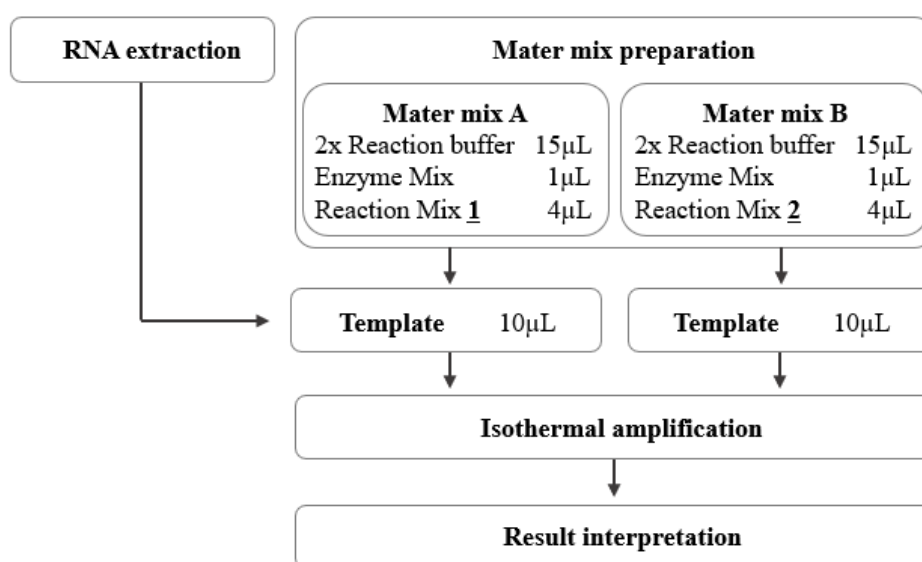 RNA extraction
Mater mix preparation
Mater mix A
2x Reaction buffer 15μL
Enzyme Mix 1μL
Reaction Mix 1 4μL
Mater mix B
2x Reaction buffer 15μL
Enzyme Mix 1μL
Reaction Mix 2 4μL
Template 10μL
Template 10μL
Isothermal amplification
Result interpretation